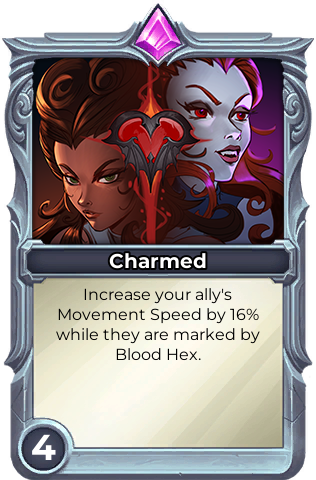 Charmed
Increase your ally's
Movement Speed by 16%
while they are marked by
Blood Hex.
4